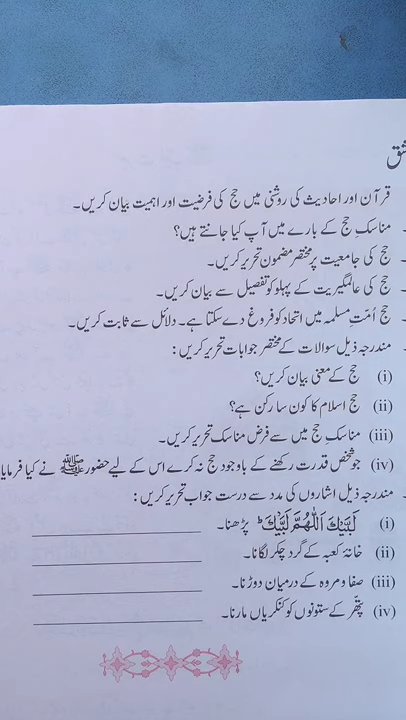 مشق
قرآن اور احادیث کی روشنی میں حج کی فرضیت اور اہمیت بیان کریں۔
مناسکِ حج کے بارے میں آپ کیا جانتے ہیں؟
حج کی جامعیت پر مختصر مضمون تحریر کریں۔
حج کی عالمگیریت کے پہلو کو تفصیل سے بیان کریں۔
حج اُمّتِ مسلمہ میں اتحاد کو فروغ دے سکتا ہے۔ دلائل سے ثابت کریں۔
مندرجہ ذیل سوالات کے مختصر جوابات تحریر کریں:
(i) حج کے معنی بیان کریں؟
(ii) حج اسلام کا کون سا رکن ہے؟
(iii) مناسکِ حج میں سے فرض مناسک تحریر کریں۔
(iv) جو شخص قدرت رکھنے کے باوجود حج نہ کرے اس کے لیے حضور ﷺ نے کیا فرمایا
مندرجہ ذیل اشاروں کی مدد سے درست جواب تحریر کریں:
(i) لَبَّیْكَ اَللّٰھُمَّ لَبَّیْكَ ط پڑھنا۔
(ii) خانۂ کعبہ کے گرد چکر لگانا۔
(iii) صفا و مروہ کے درمیان دوڑنا۔
(iv) پتھّر کے ستونوں کو کنکریاں مارنا۔